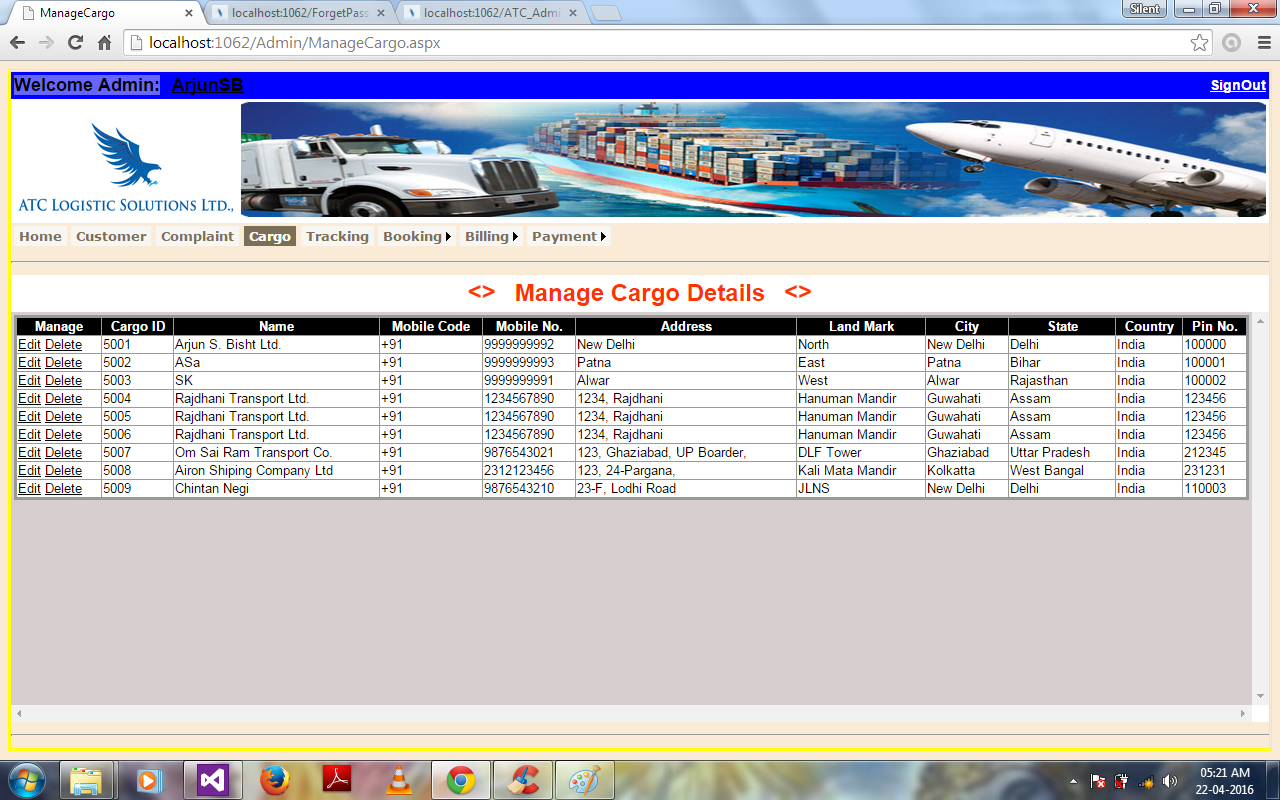 ManageCargo
localhost:1062/ForgetPass
localhost:1062/ATC_Admi
Silent
localhost:1062/Admin/ManageCargo.aspx
Welcome Admin: ArjunSB
SignOut
ATC LOGISTIC SOLUTIONS LTD.,
Home Customer Complaint Cargo Tracking Booking Billing Payment
<> Manage Cargo Details <>
Manage Cargo ID Name Mobile Code Mobile No. Address Land Mark City State Country Pin No.
Edit Delete 5001 Arjun S. Bisht Ltd. +91 9999999992 New Delhi North New Delhi Delhi India 100000
Edit Delete 5002 ASa +91 9999999993 Patna East Patna Bihar India 100001
Edit Delete 5003 SK +91 9999999991 Alwar West Alwar Rajasthan India 100002
Edit Delete 5004 Rajdhani Transport Ltd. +91 1234567890 1234, Rajdhani Hanuman Mandir Guwahati Assam India 123456
Edit Delete 5005 Rajdhani Transport Ltd. +91 1234567890 1234, Rajdhani Hanuman Mandir Guwahati Assam India 123456
Edit Delete 5006 Rajdhani Transport Ltd. +91 1234567890 1234, Rajdhani Hanuman Mandir Guwahati Assam India 123456
Edit Delete 5007 Om Sai Ram Transport Co. +91 9876543021 123, Ghaziabad, UP Boarder, DLF Tower Ghaziabad Uttar Pradesh India 212345
Edit Delete 5008 Airon Shiping Company Ltd +91 2312123456 123, 24-Pargana, Kali Mata Mandir Kolkatta West Bangal India 231231
Edit Delete 5009 Chintan Negi +91 9876543210 23-F, Lodhi Road JLNS New Delhi Delhi India 110003
05:21 AM
22-04-2016